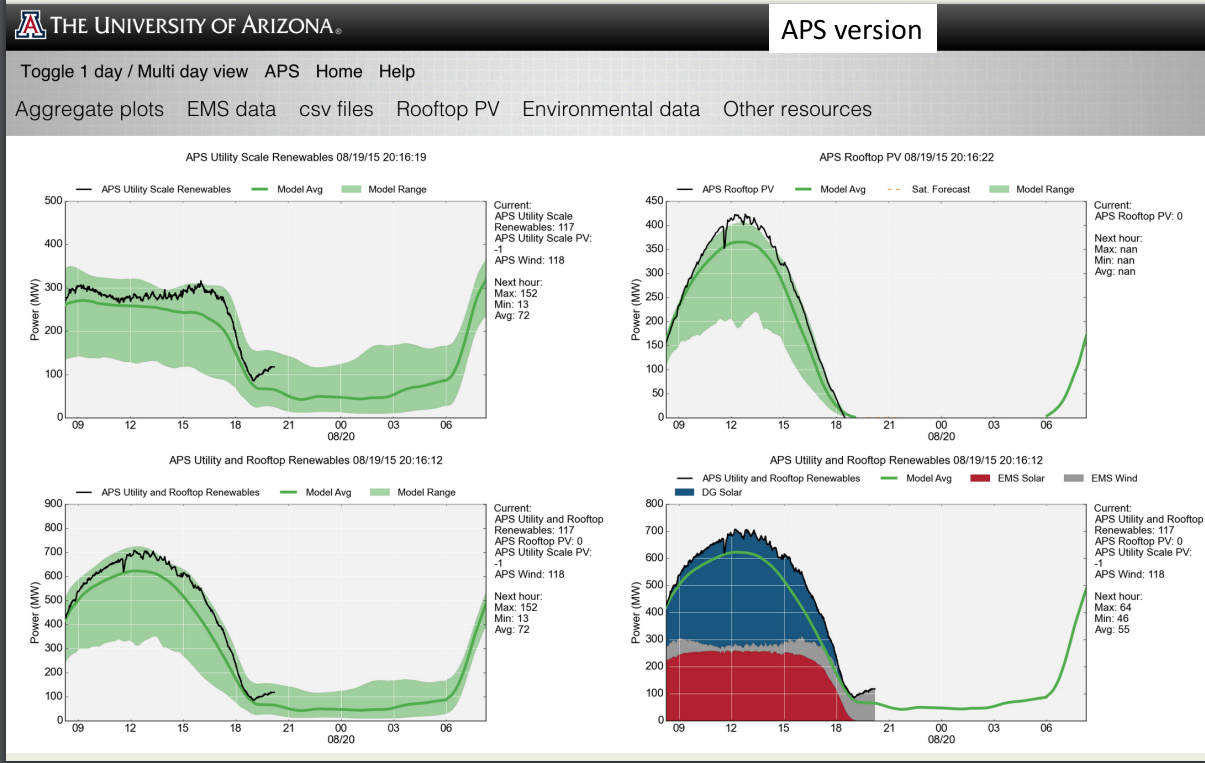 THE UNIVERSITY OF ARIZONA®
APS version
Toggle 1 day / Multi day view APS Home Help
Aggregate plots EMS data csv files Rooftop PV Environmental data Other resources
APS Utility Scale Renewables 08/19/15 20:16:19
APS Utility Scale Renewables Model Avg Model Range
500
400
300
200
100
0
Power (MW)
09 12 15 18 21 00 03 06
08/20
Current:
APS Utility Scale
Renewables: 117
APS Utility Scale PV:
-1
APS Wind: 118
Next hour:
Max: 152
Min: 13
Avg: 72
APS Rooftop PV 08/19/15 20:16:22
APS Rooftop PV Model Avg Sat. Forecast Model Range
450
400
350
300
250
200
150
100
50
0
Power (MW)
09 12 15 18 21 00 03 06
08/20
Current:
APS Rooftop PV: 0
Next hour:
Max: nan
Min: nan
Avg: nan
APS Utility and Rooftop Renewables 08/19/15 20:16:12
APS Utility and Rooftop Renewables Model Avg Model Range
900
800
700
600
500
400
300
200
100
0
Power (MW)
09 12 15 18 21 00 03 06
08/20
Current:
APS Utility and Rooftop
Renewables: 117
APS Rooftop PV: 0
APS Utility Scale PV:
-1
APS Wind: 118
Next hour:
Max: 152
Min: 13
Avg: 72
APS Utility and Rooftop Renewables 08/19/15 20:16:12
APS Utility and Rooftop Renewables Model Avg EMS Solar EMS Wind
DG Solar
800
700
600
500
400
300
200
100
0
Power (MW)
09 12 15 18 21 00 03 06
08/20
Current:
APS Utility and Rooftop
Renewables: 117
APS Rooftop PV: 0
APS Utility Scale PV:
-1
APS Wind: 118
Next hour:
Max: 64
Min: 46
Avg: 55